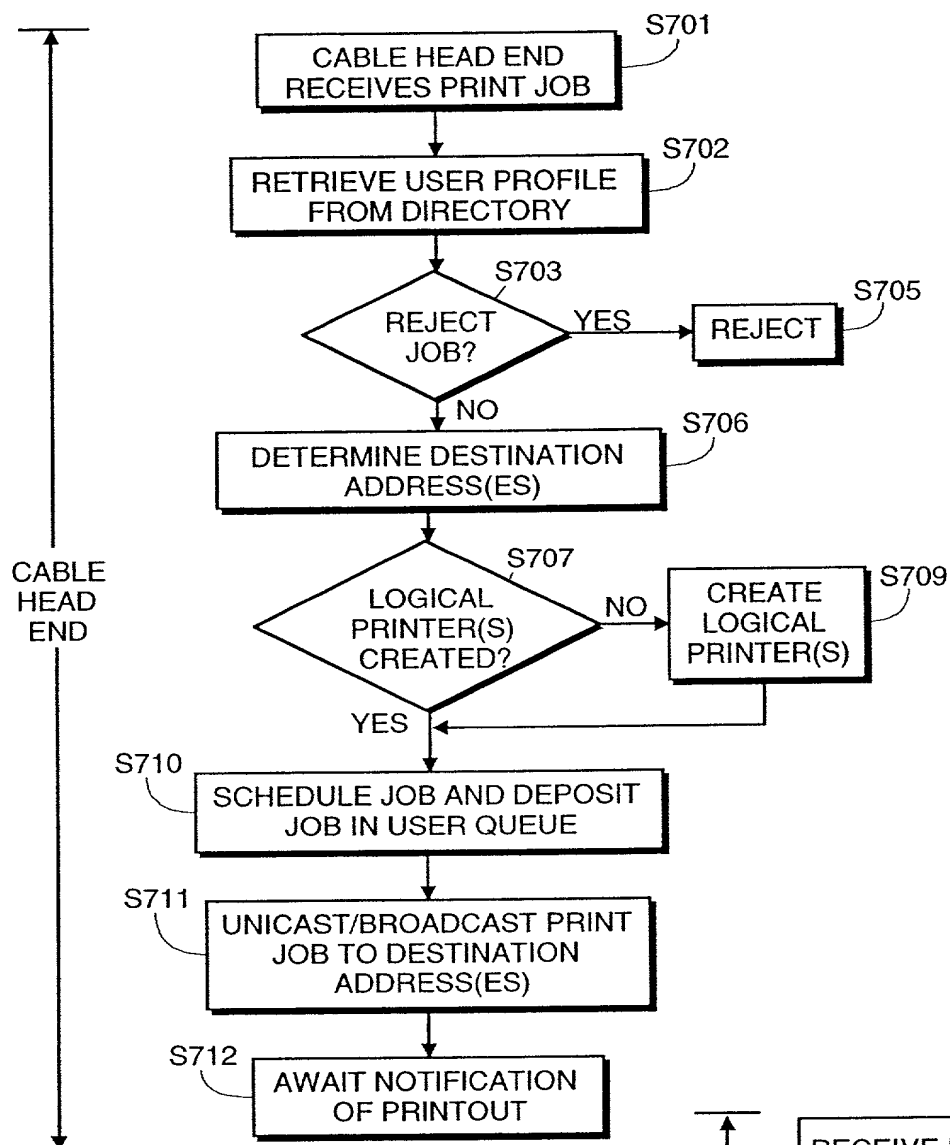 S701
CABLE HEAD END
RECEIVES PRINT JOB
S702
RETRIEVE USER PROFILE
FROM DIRECTORY
S703
REJECT
JOB?
YES
S705
REJECT
NO
S706
DETERMINE DESTINATION
ADDRESS(ES)
S707
LOGICAL
PRINTER(S)
CREATED?
NO
S709
CREATE
LOGICAL
PRINTER(S)
CABLE
HEAD
END
YES
S710
SCHEDULE JOB AND DEPOSIT
JOB IN USER QUEUE
S711
UNICAST/BROADCAST PRINT
JOB TO DESTINATION
ADDRESS(ES)
S712
AWAIT NOTIFICATION
OF PRINTOUT
RECEIVE